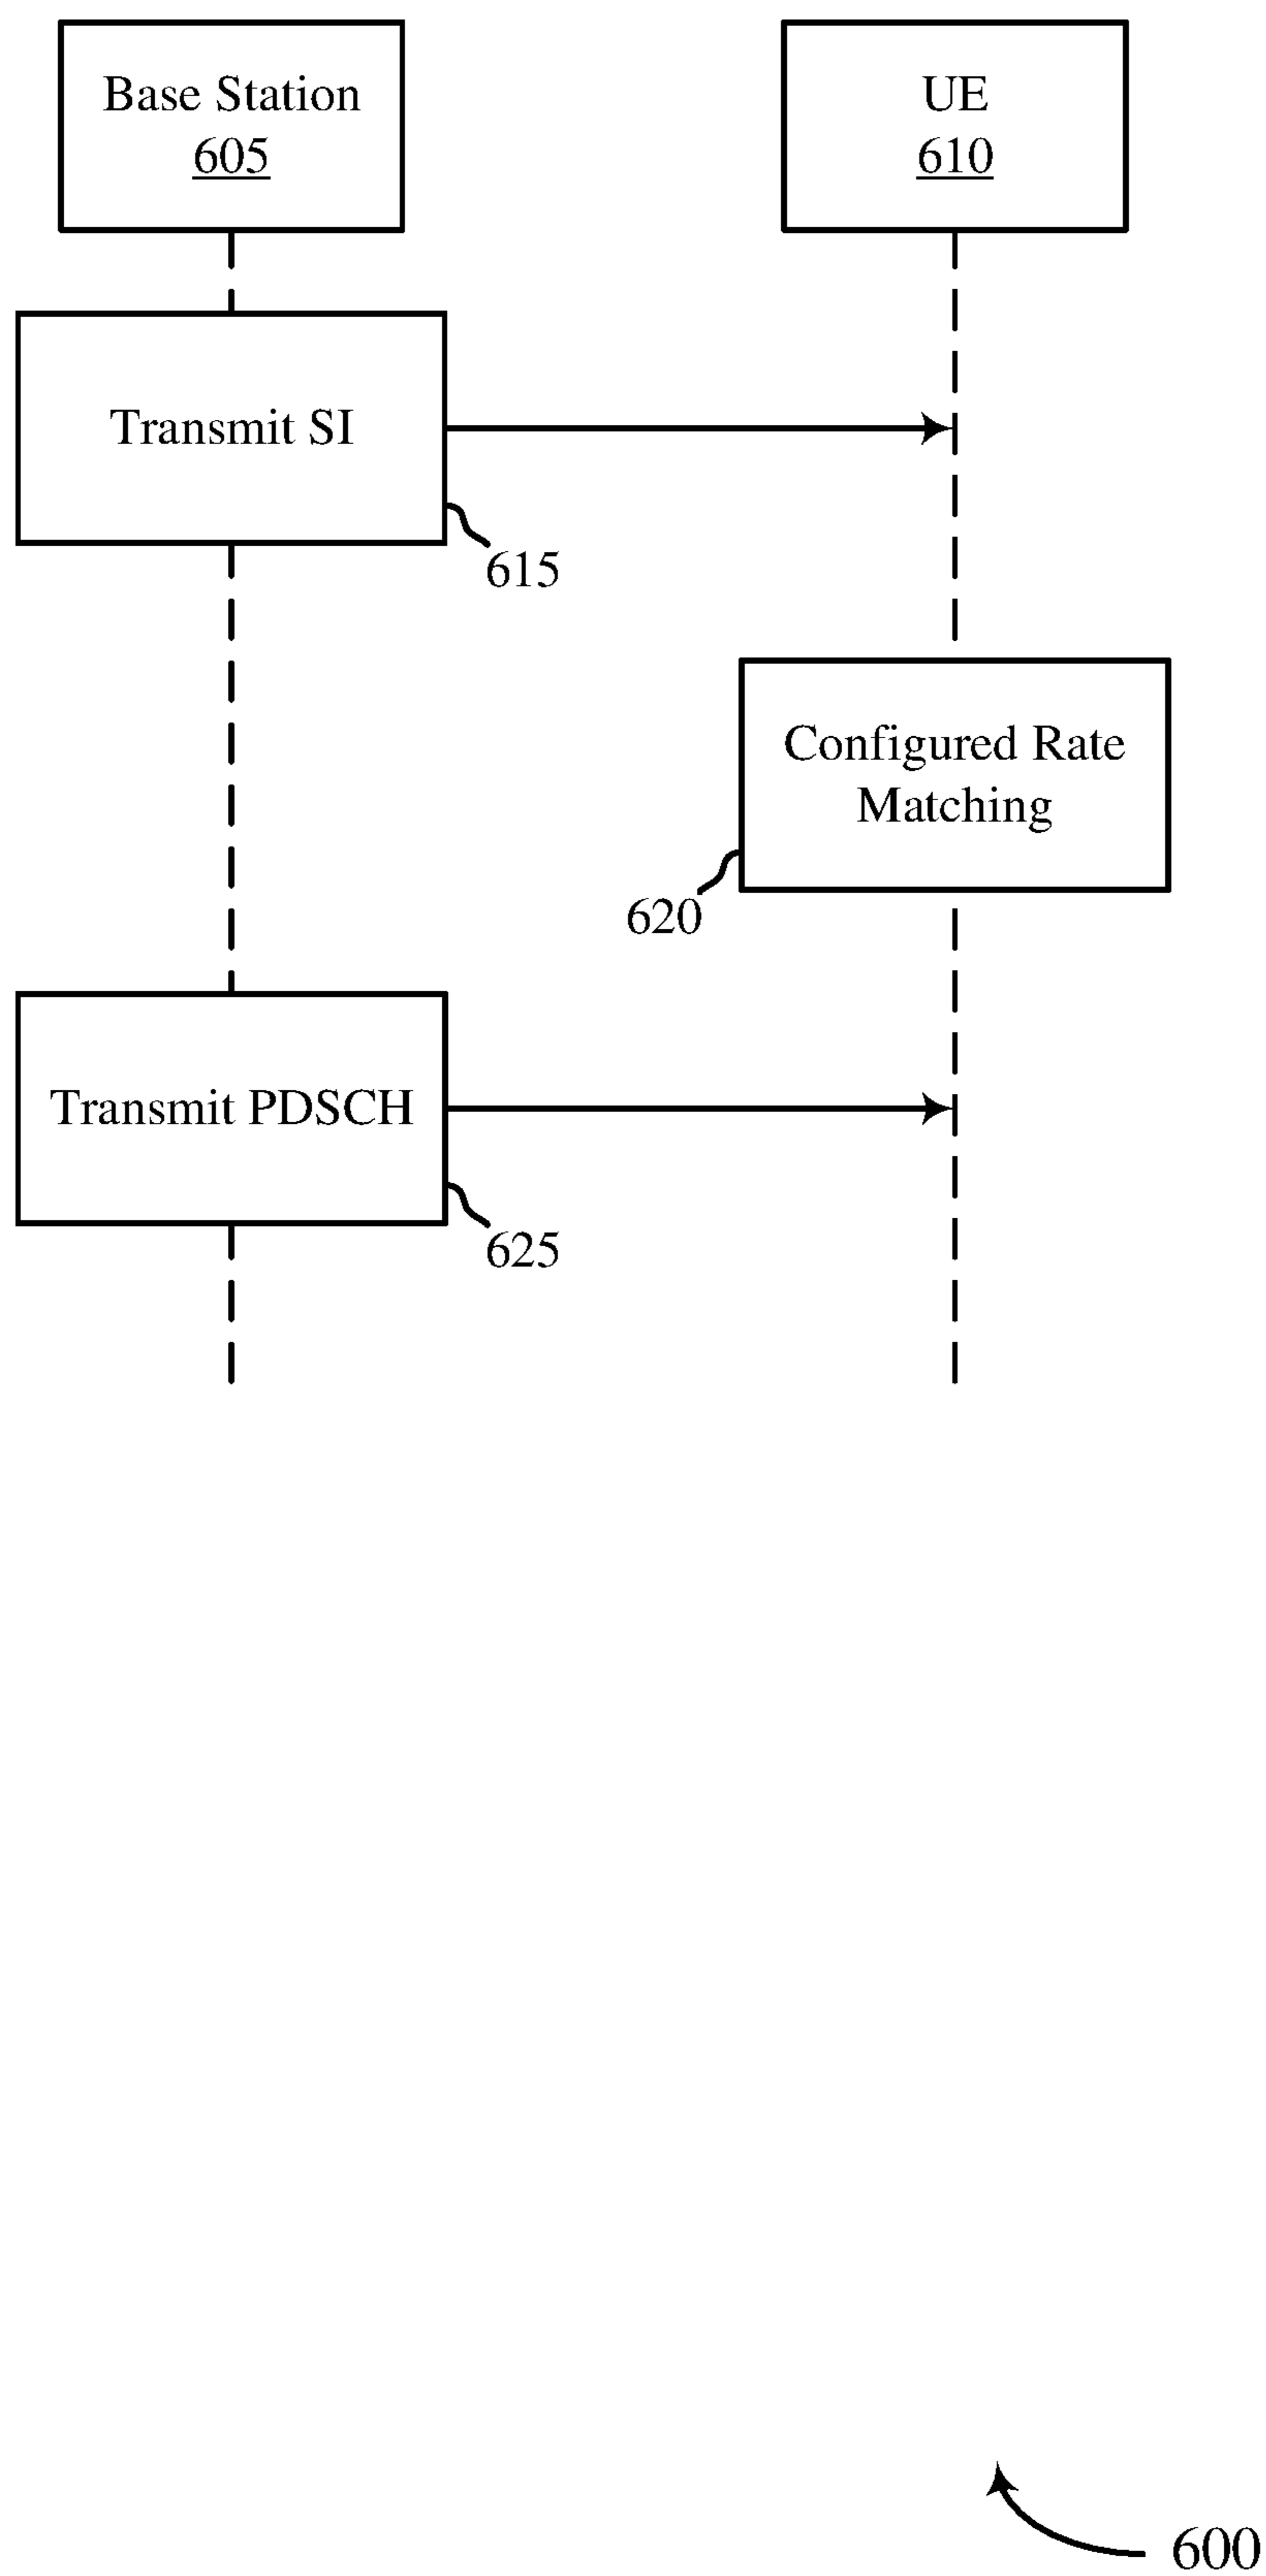 Base Station
605
UE
610
Transmit SI
615
Configured Rate
Matching
620
Transmit PDSCH
625
600